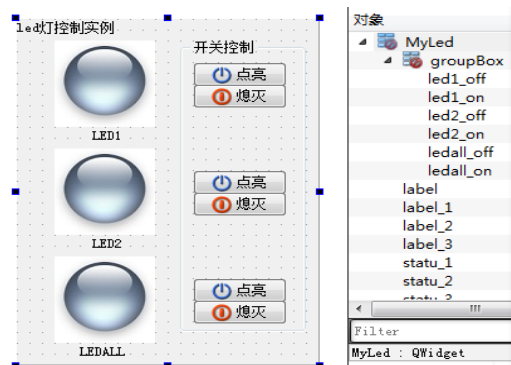 led灯控制实例
开关控制
点亮
熄灭
LED1
点亮
熄灭
LED2
点亮
熄灭
LEDALL
对象
MyLed
groupBox
led1_off
led1_on
led2_off
led2_on
ledall_off
ledall_on
label
label_1
label_2
label_3
statu_1
statu_2
statu_3
Filter
MyLed : QWidget